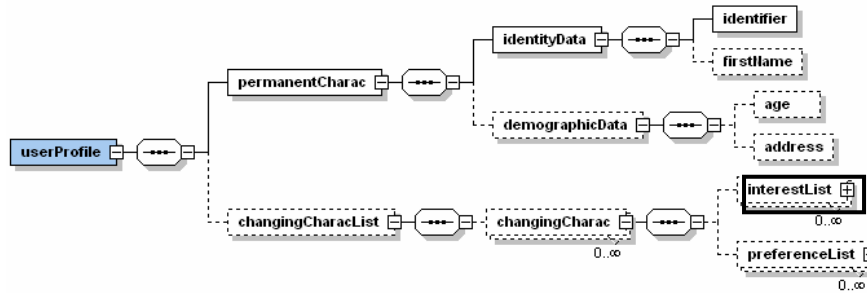 identifier
identityData
firstName
permanentCharac
age
demographicData
address
userProfile
interestList
0..∞
changingCharacList
changingCharac
0..∞
preferenceList
0..∞